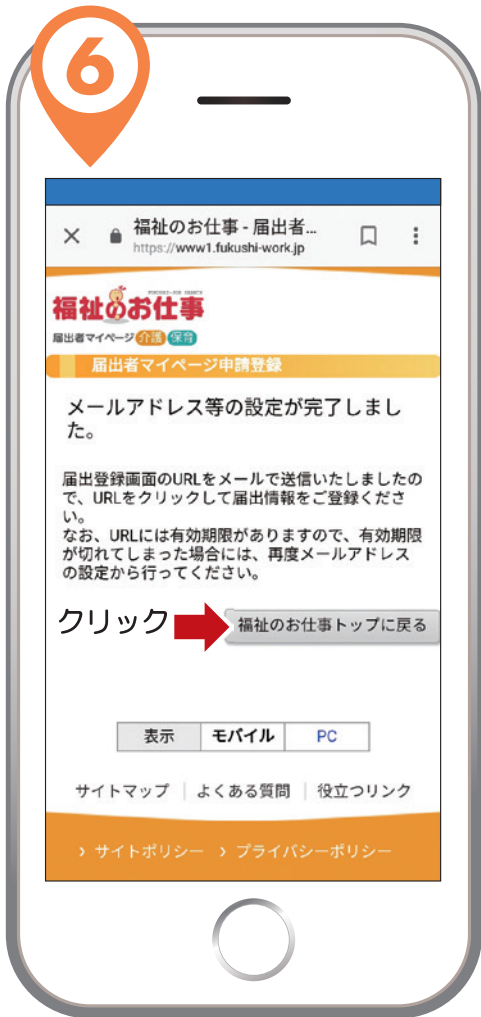 6
福祉のお仕事 - 届出者...
https://www1.fukushi-work.jp
福祉のお仕事
届出者マイページ 介護 保育
届出者マイページ申請登録
メールアドレス等の設定が完了しまし
た。
届出登録画面のURLをメールで送信いたしましたの
で、URLをクリックして届出情報をご登録くださ
い。
なお、URLには有効期限がありますので、有効期限
が切れてしまった場合には、再度メールアドレス
の設定から行ってください。
クリック 福祉のお仕事トップに戻る
表示 モバイル PC
サイトマップ | よくある質問 | 役立つリンク
› サイトポリシー › プライバシーポリシー